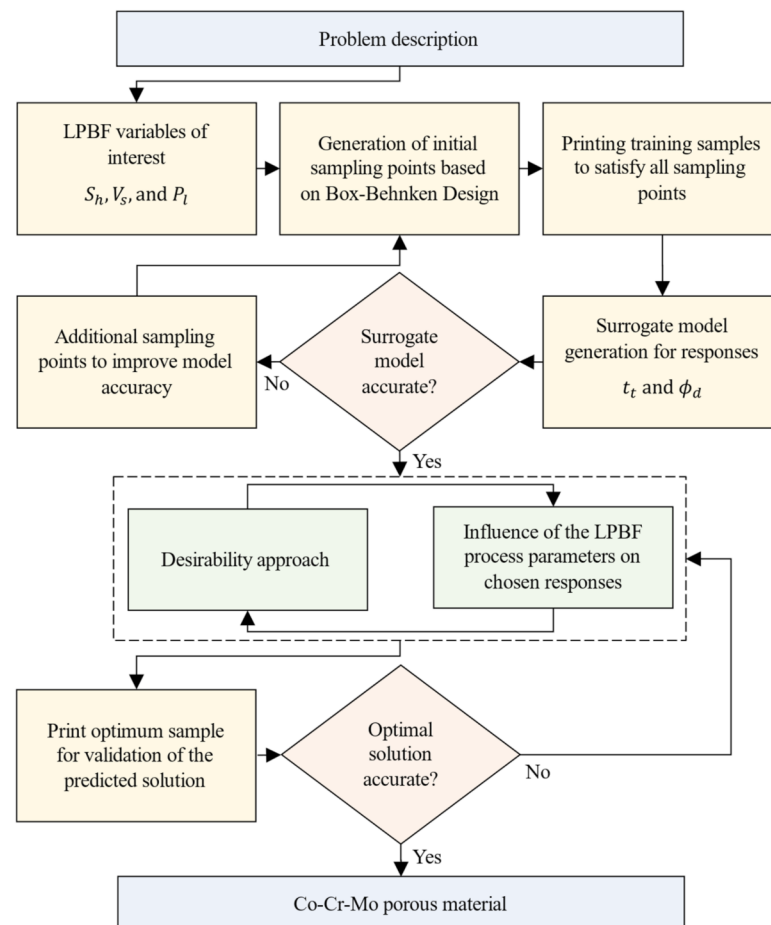 Problem description
LPBF variables of
interest
S_h, V_s, and P_l
Generation of initial
sampling points based
on Box-Behnken Design
Printing training samples
to satisfy all sampling
points
Additional sampling
points to improve model
accuracy
No
Surrogate
model
accurate?
Surrogate model
generation for responses
t_t and ϕ_d
Yes
Desirability approach
Influence of the LPBF
process parameters on
chosen responses
Print optimum sample
for validation of the
predicted solution
Optimal
solution
accurate?
No
Yes
Co-Cr-Mo porous material